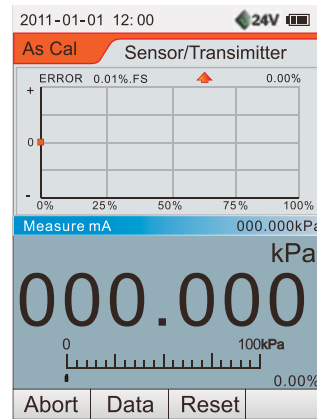 2011-01-01 12:00 24V
As Cal Sensor/Transimitter
ERROR 0.01%.FS 0.00%
+
0
-
0% 25% 50% 75% 100%
Measure mA 000.000kPa
kPa
000.000
0 100kPa
0.00%
Abort Data Reset